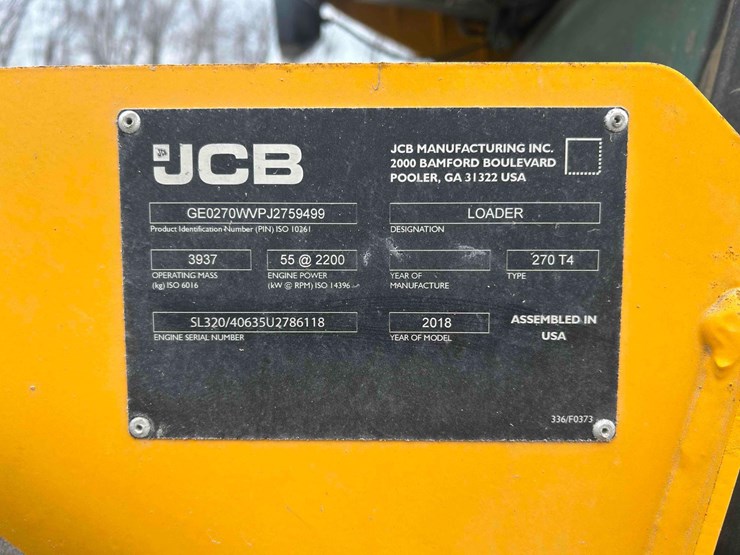 JCB
JCB MANUFACTURING INC.
2000 BAMFORD BOULEVARD
POOLER, GA 31322 USA
GE0270WVPJ2759499
Product Identification Number (PIN) ISO 10261
LOADER
DESIGNATION
3937
OPERATING MASS
(kg) ISO 6016
55 @ 2200
ENGINE POWER
(kW @ RPM) ISO 14396
YEAR OF
MANUFACTURE
270 T4
TYPE
SL320/40635U2786118
ENGINE SERIAL NUMBER
2018
YEAR OF MODEL
ASSEMBLED IN
USA
336/F0373